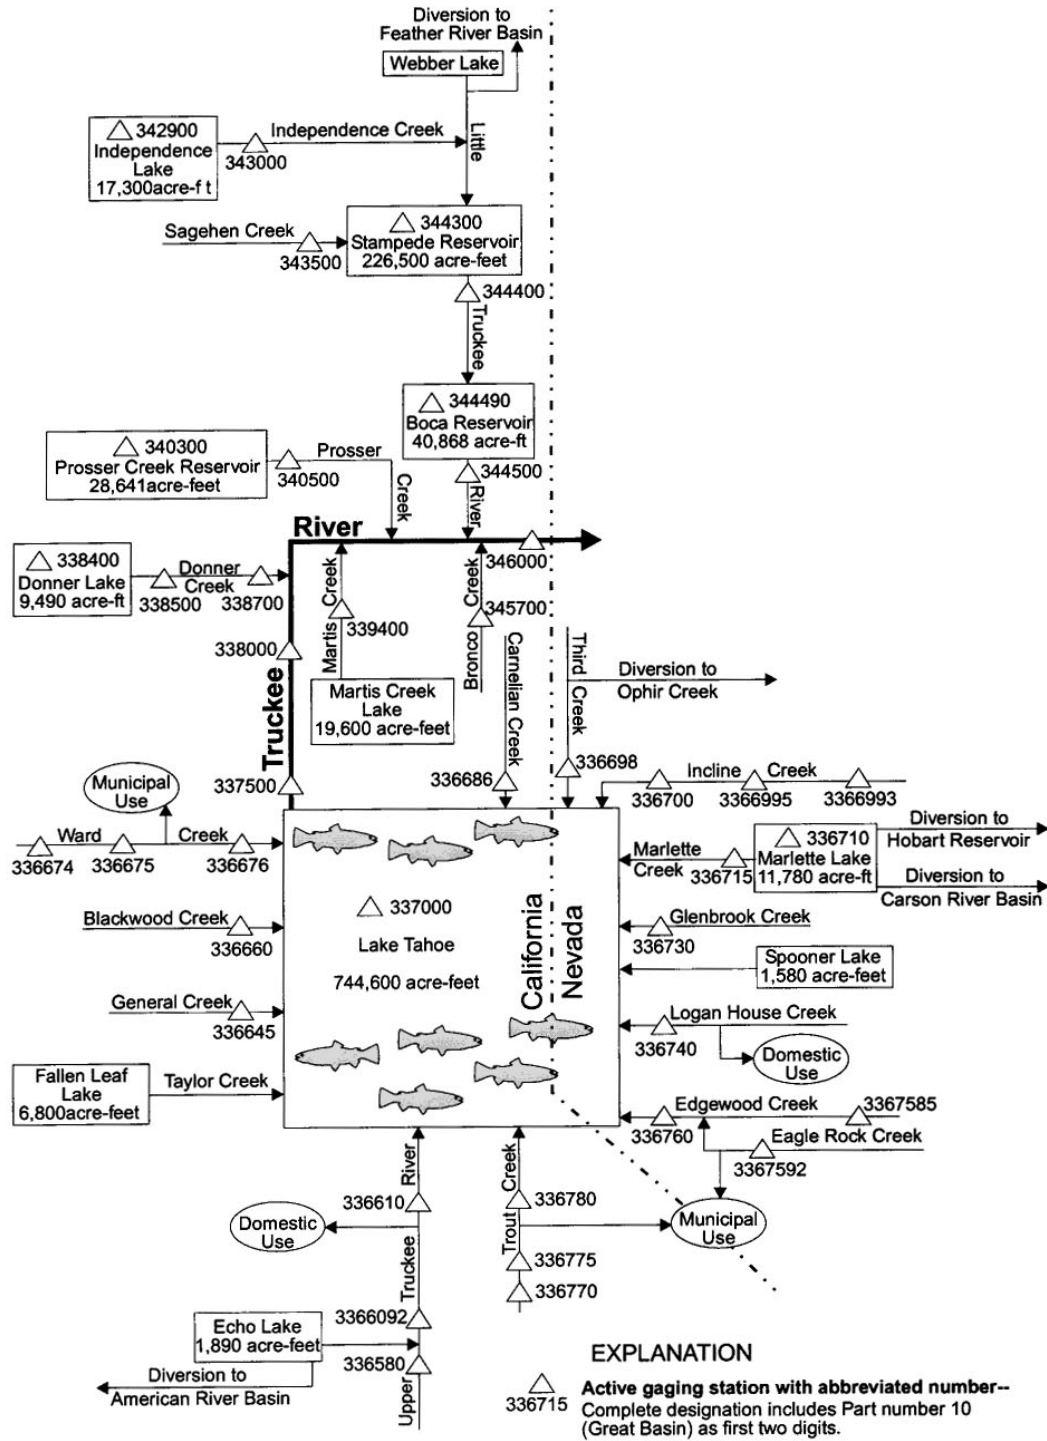 Diversion to
Feather River Basin
Webber Lake
342900
Independence
Lake
17,300acre-f t
343000
Independence Creek
Little
Sagehen Creek
343500
344300
Stampede Reservoir
226,500 acre-feet
344400
Truckee
344490
Boca Reservoir
40,868 acre-ft
344500
River
340300
Prosser Creek Reservoir
28,641acre-feet
340500
Prosser
Creek
River
346000
338400
Donner Lake
9,490 acre-ft
Donner
Creek
338500
338700
338000
Truckee
337500
Martis Creek
339400
Martis Creek
Lake
19,600 acre-feet
Bronco Creek
345700
Carnelian Creek
336686
Third Creek
336698
Diversion to
Ophir Creek
Incline Creek
336700
3366995
3366993
Municipal
Use
Ward Creek
336674
336675
336676
Marlette
Creek
336715
336710
Marlette Lake
11,780 acre-ft
Diversion to
Hobart Reservoir
Diversion to
Carson River Basin
Blackwood Creek
336660
337000
Lake Tahoe
744,600 acre-feet
California
Nevada
Glenbrook Creek
336730
Spooner Lake
1,580 acre-feet
General Creek
336645
Logan House Creek
336740
Domestic
Use
Fallen Leaf
Lake
6,800acre-feet
Taylor Creek
Edgewood Creek
336760
3367585
Eagle Rock Creek
3367592
Municipal
Use
Upper Truckee River
336610
Domestic
Use
3366092
336580
Echo Lake
1,890 acre-feet
Diversion to
American River Basin
Trout Creek
336780
336775
336770
EXPLANATION
336715
Active gaging station with abbreviated number--
Complete designation includes Part number 10
(Great Basin) as first two digits.